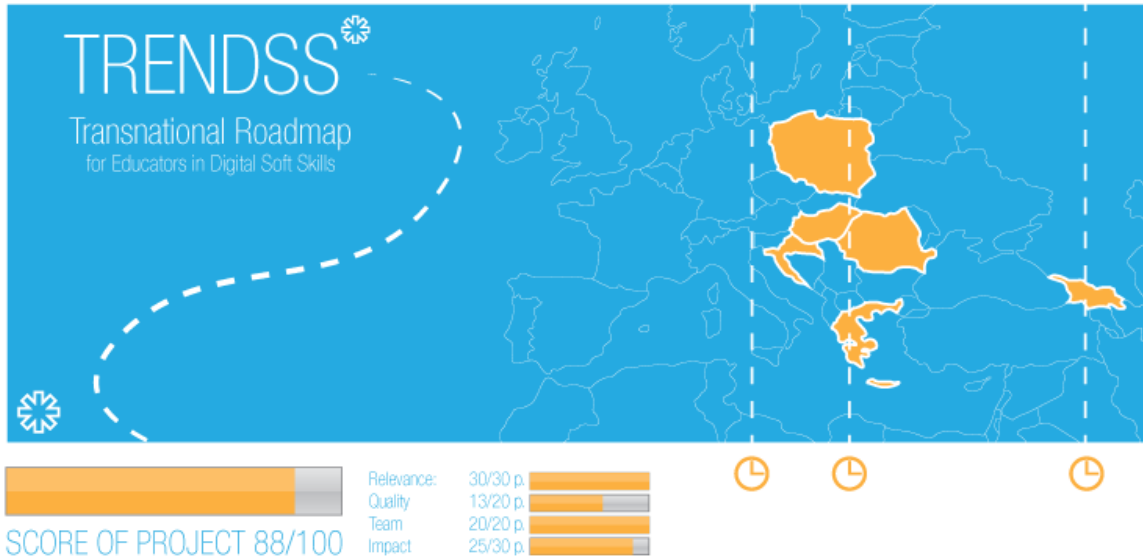 TRENDSS
Transnational Roadmap
for Educators in Digital Soft Skills
SCORE OF PROJECT 88/100
Relevance: 30/30 p.
Quality 13/20 p.
Team 20/20 p.
Impact 25/30 p.